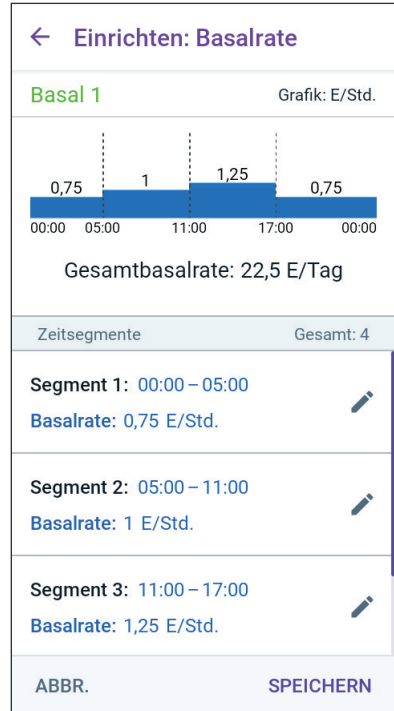 Einrichten: Basalrate
Basal 1 Grafik: E/Std.
0,75 1 1,25 0,75
00:00 05:00 11:00 17:00 00:00
Gesamtbasalrate: 22,5 E/Tag
Zeitsegmente Gesamt: 4
Segment 1: 00:00 – 05:00
Basalrate: 0,75 E/Std.
Segment 2: 05:00 – 11:00
Basalrate: 1 E/Std.
Segment 3: 11:00 – 17:00
Basalrate: 1,25 E/Std.
ABBR. SPEICHERN